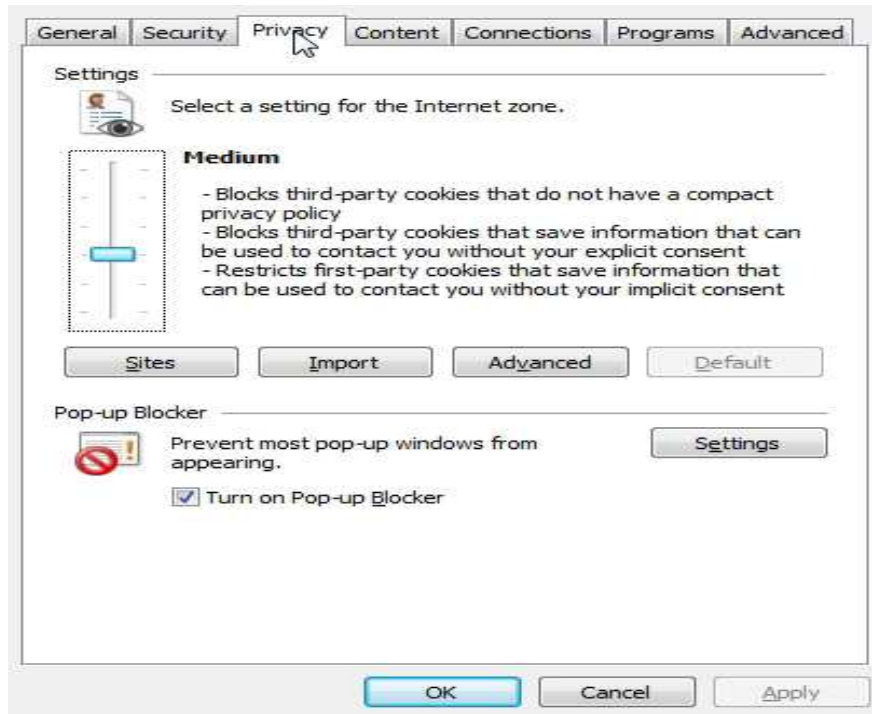 General Security Privacy Content Connections Programs Advanced
Settings
Select a setting for the Internet zone.
Medium
- Blocks third-party cookies that do not have a compact
privacy policy
- Blocks third-party cookies that save information that can
be used to contact you without your explicit consent
- Restricts first-party cookies that save information that
can be used to contact you without your implicit consent
Sites Import Advanced Default
Pop-up Blocker
Prevent most pop-up windows from
appearing.
Settings
Turn on Pop-up Blocker
OK Cancel Apply